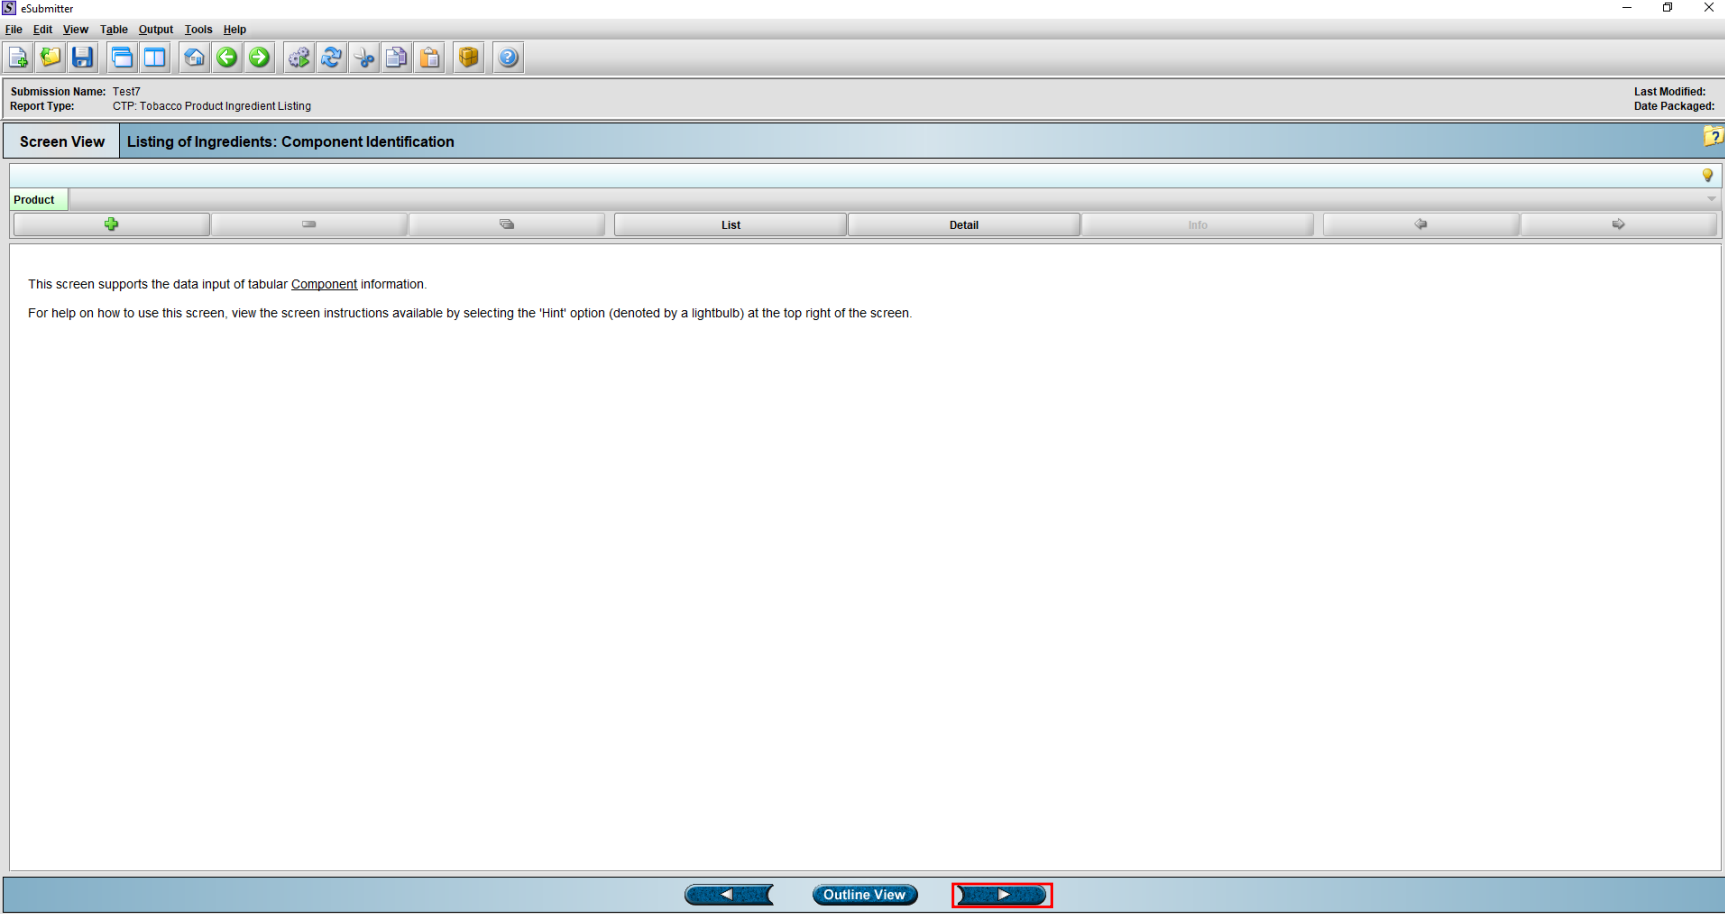 eSubmitter
File Edit View Table Output Tools Help
Submission Name: Test7
Last Modified:
Report Type: CTP: Tobacco Product Ingredient Listing
Date Packaged:
Screen View Listing of Ingredients: Component Identification
Product
List Detail Info
This screen supports the data input of tabular Component information.
For help on how to use this screen, view the screen instructions available by selecting the 'Hint' option (denoted by a lightbulb) at the top right of the screen.
Outline View